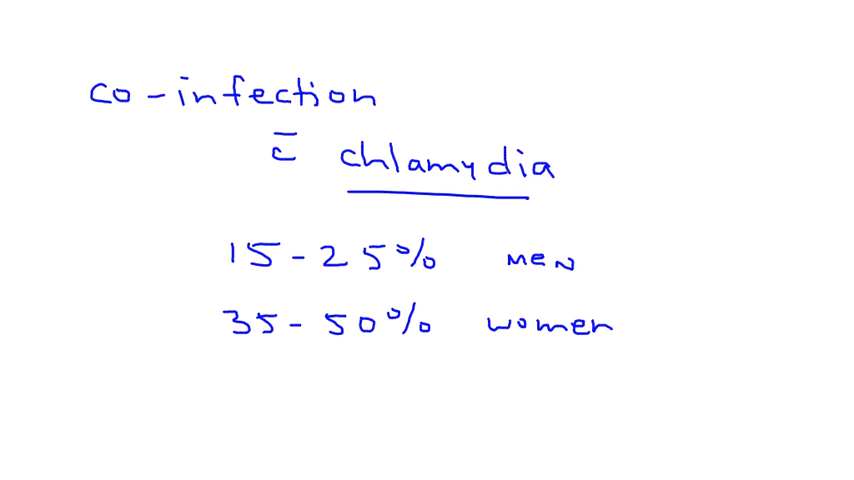 co-infection
c̄ chlamydia
15-25% men
35-50% women